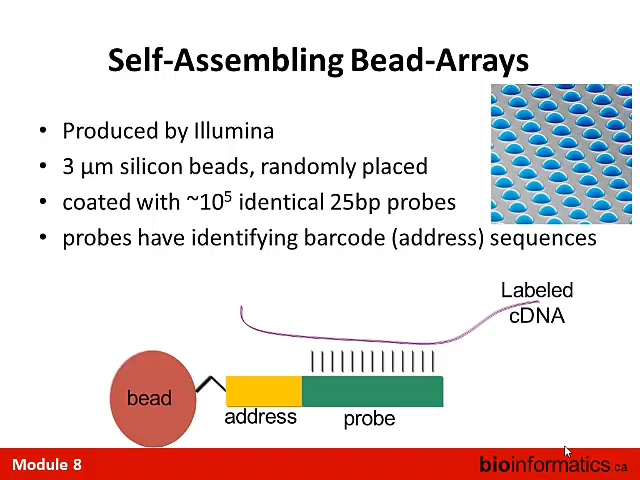 Self-Assembling Bead-Arrays
• Produced by Illumina
• 3 µm silicon beads, randomly placed
• coated with ~10⁵ identical 25bp probes
• probes have identifying barcode (address) sequences
Labeled
cDNA
bead
address
probe
Module 8
bioinformatics.ca